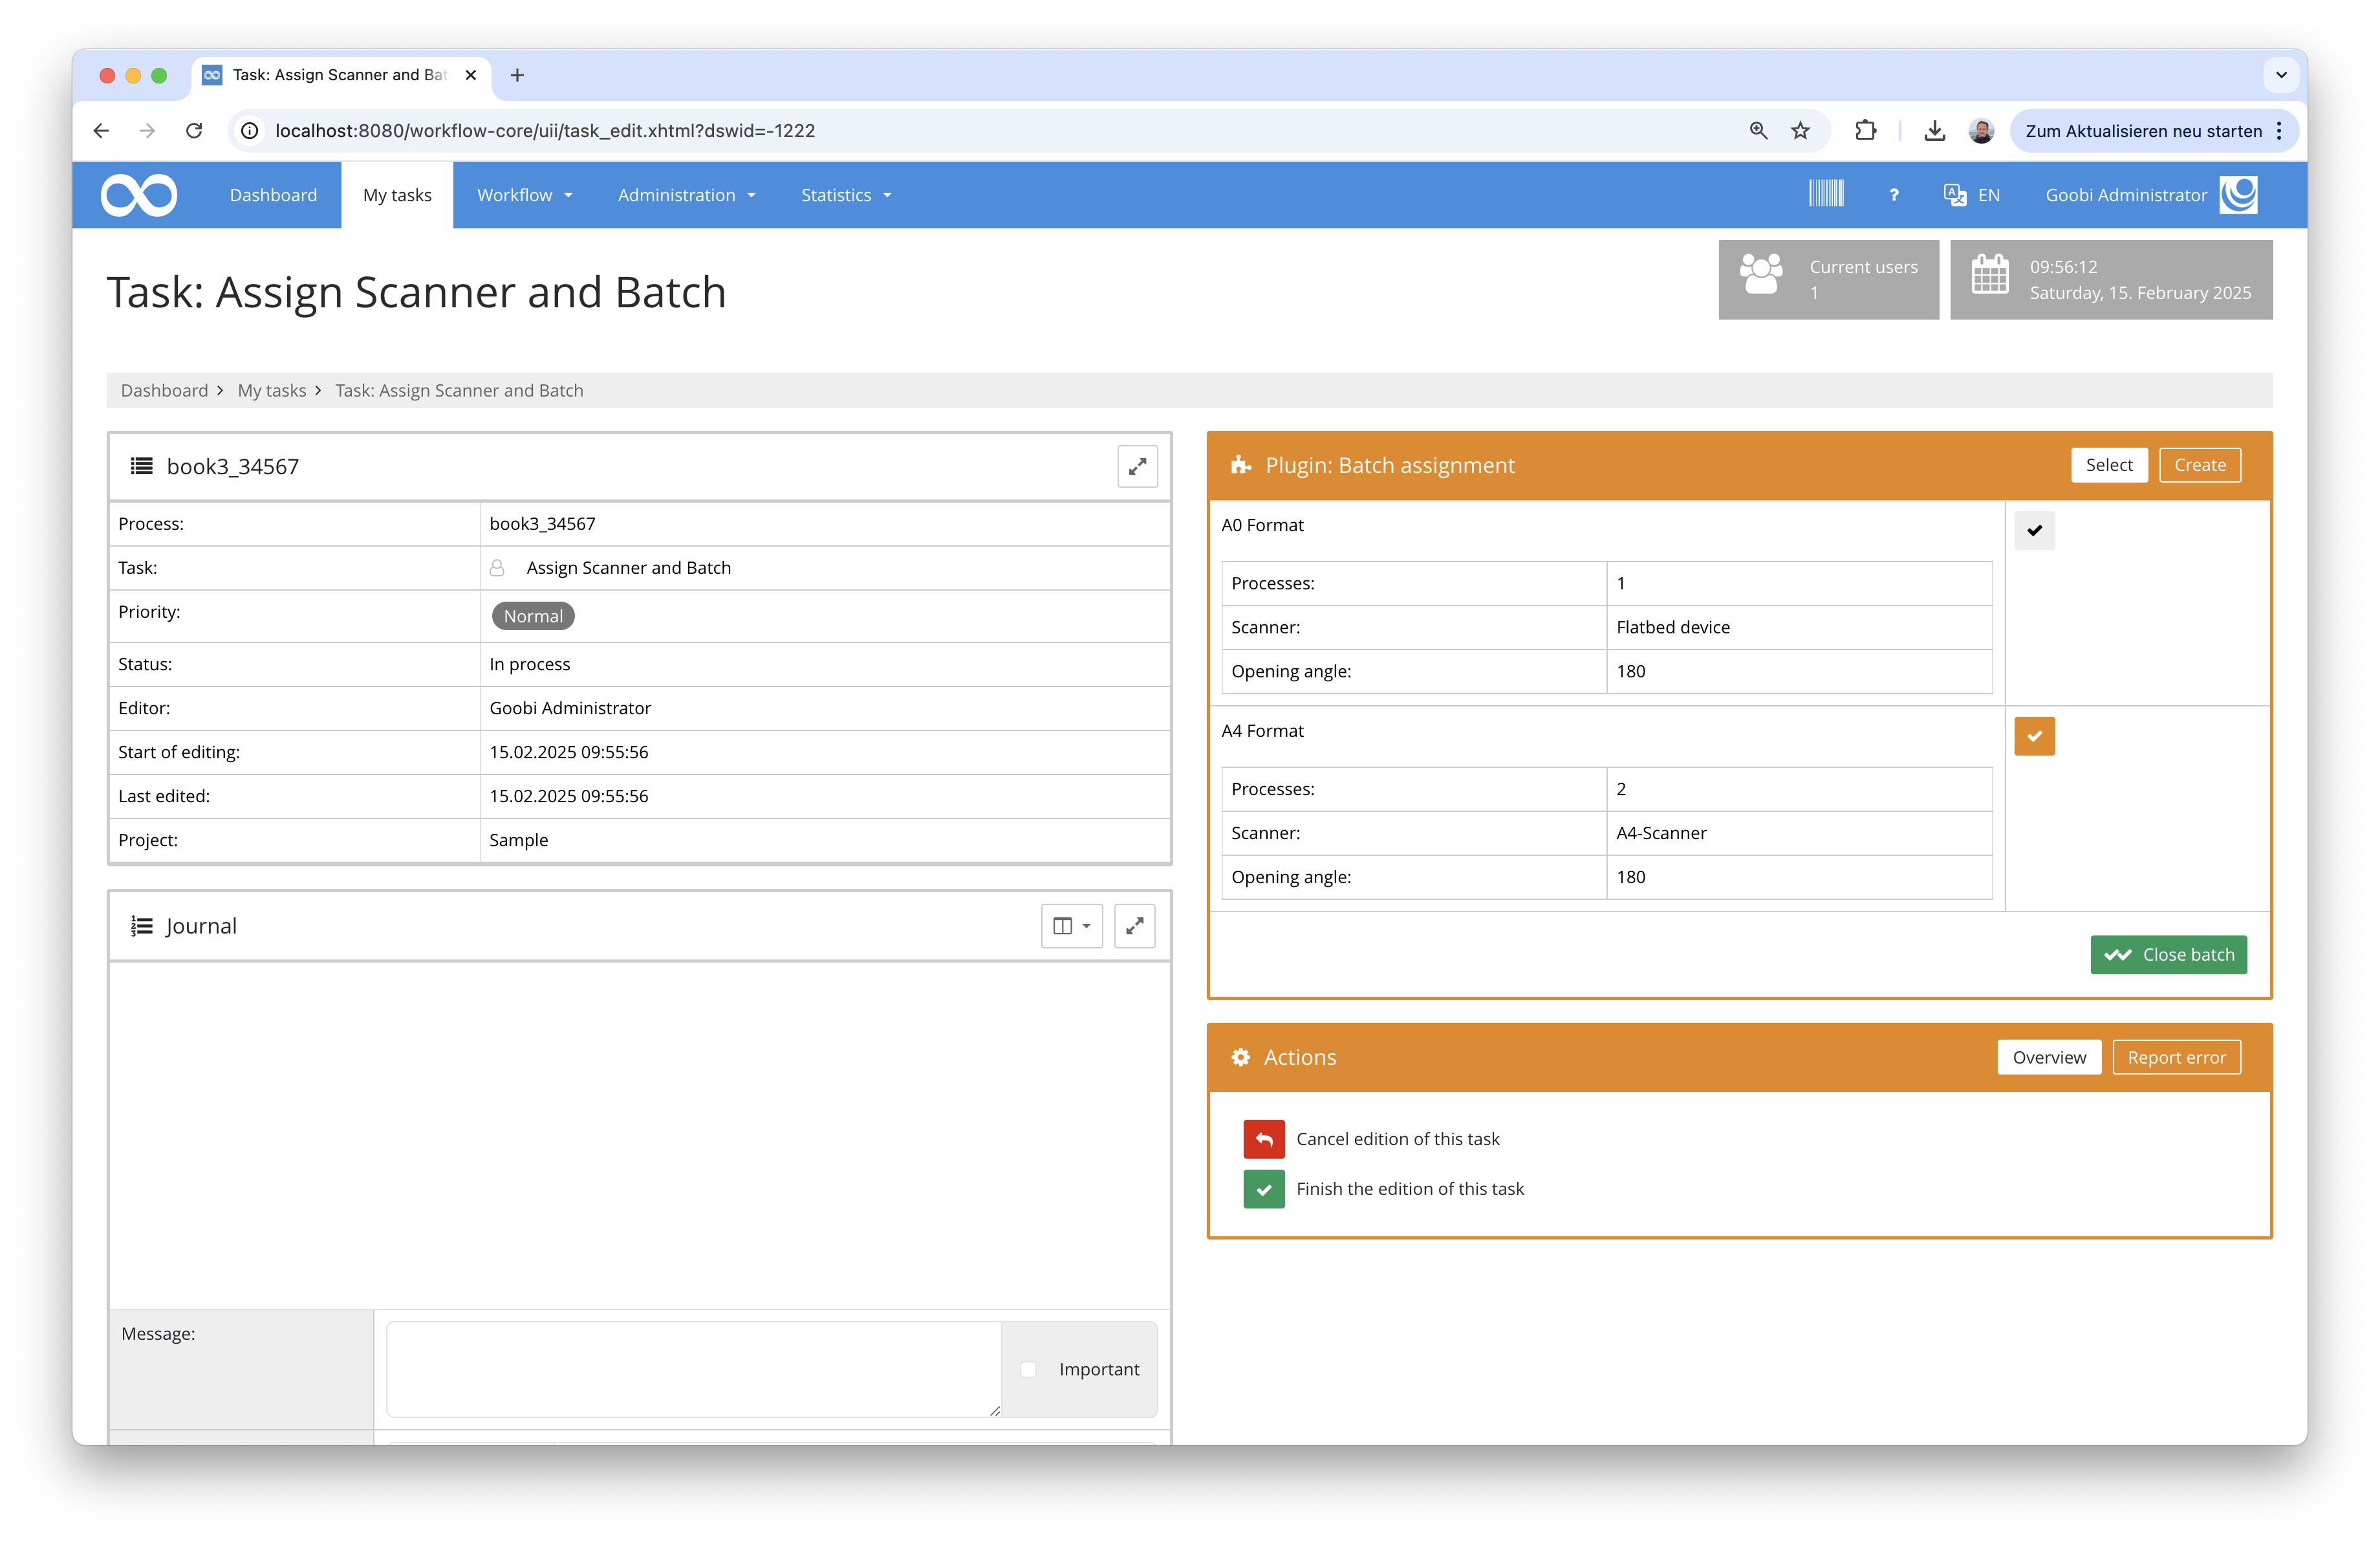 Task: Assign Scanner and Bat
localhost:8080/workflow-core/uii/task_edit.xhtml?dswid=-1222
Zum Aktualisieren neu starten
Dashboard
My tasks
Workflow
Administration
Statistics
?
EN
Goobi Administrator
Task: Assign Scanner and Batch
Current users
1
09:56:12
Saturday, 15. February 2025
Dashboard > My tasks > Task: Assign Scanner and Batch
book3_34567
Process: book3_34567
Task: Assign Scanner and Batch
Priority: Normal
Status: In process
Editor: Goobi Administrator
Start of editing: 15.02.2025 09:55:56
Last edited: 15.02.2025 09:55:56
Project: Sample
Journal
Message:
Important
Plugin: Batch assignment
Select
Create
A0 Format
Processes: 1
Scanner: Flatbed device
Opening angle: 180
A4 Format
Processes: 2
Scanner: A4-Scanner
Opening angle: 180
Close batch
Actions
Overview
Report error
Cancel edition of this task
Finish the edition of this task